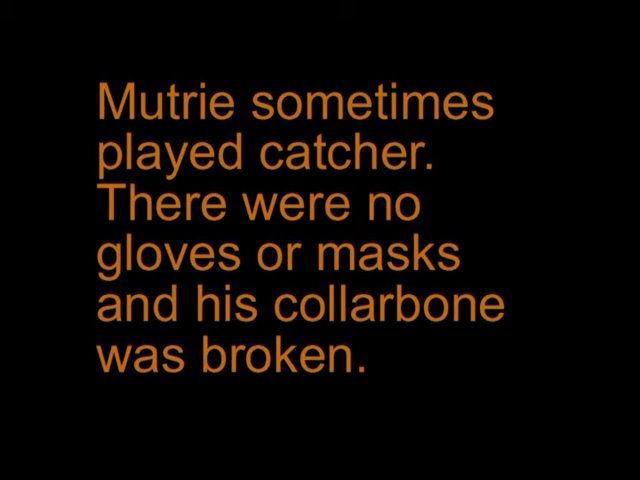 Mutrie sometimes
played catcher.
There were no
gloves or masks
and his collarbone
was broken.